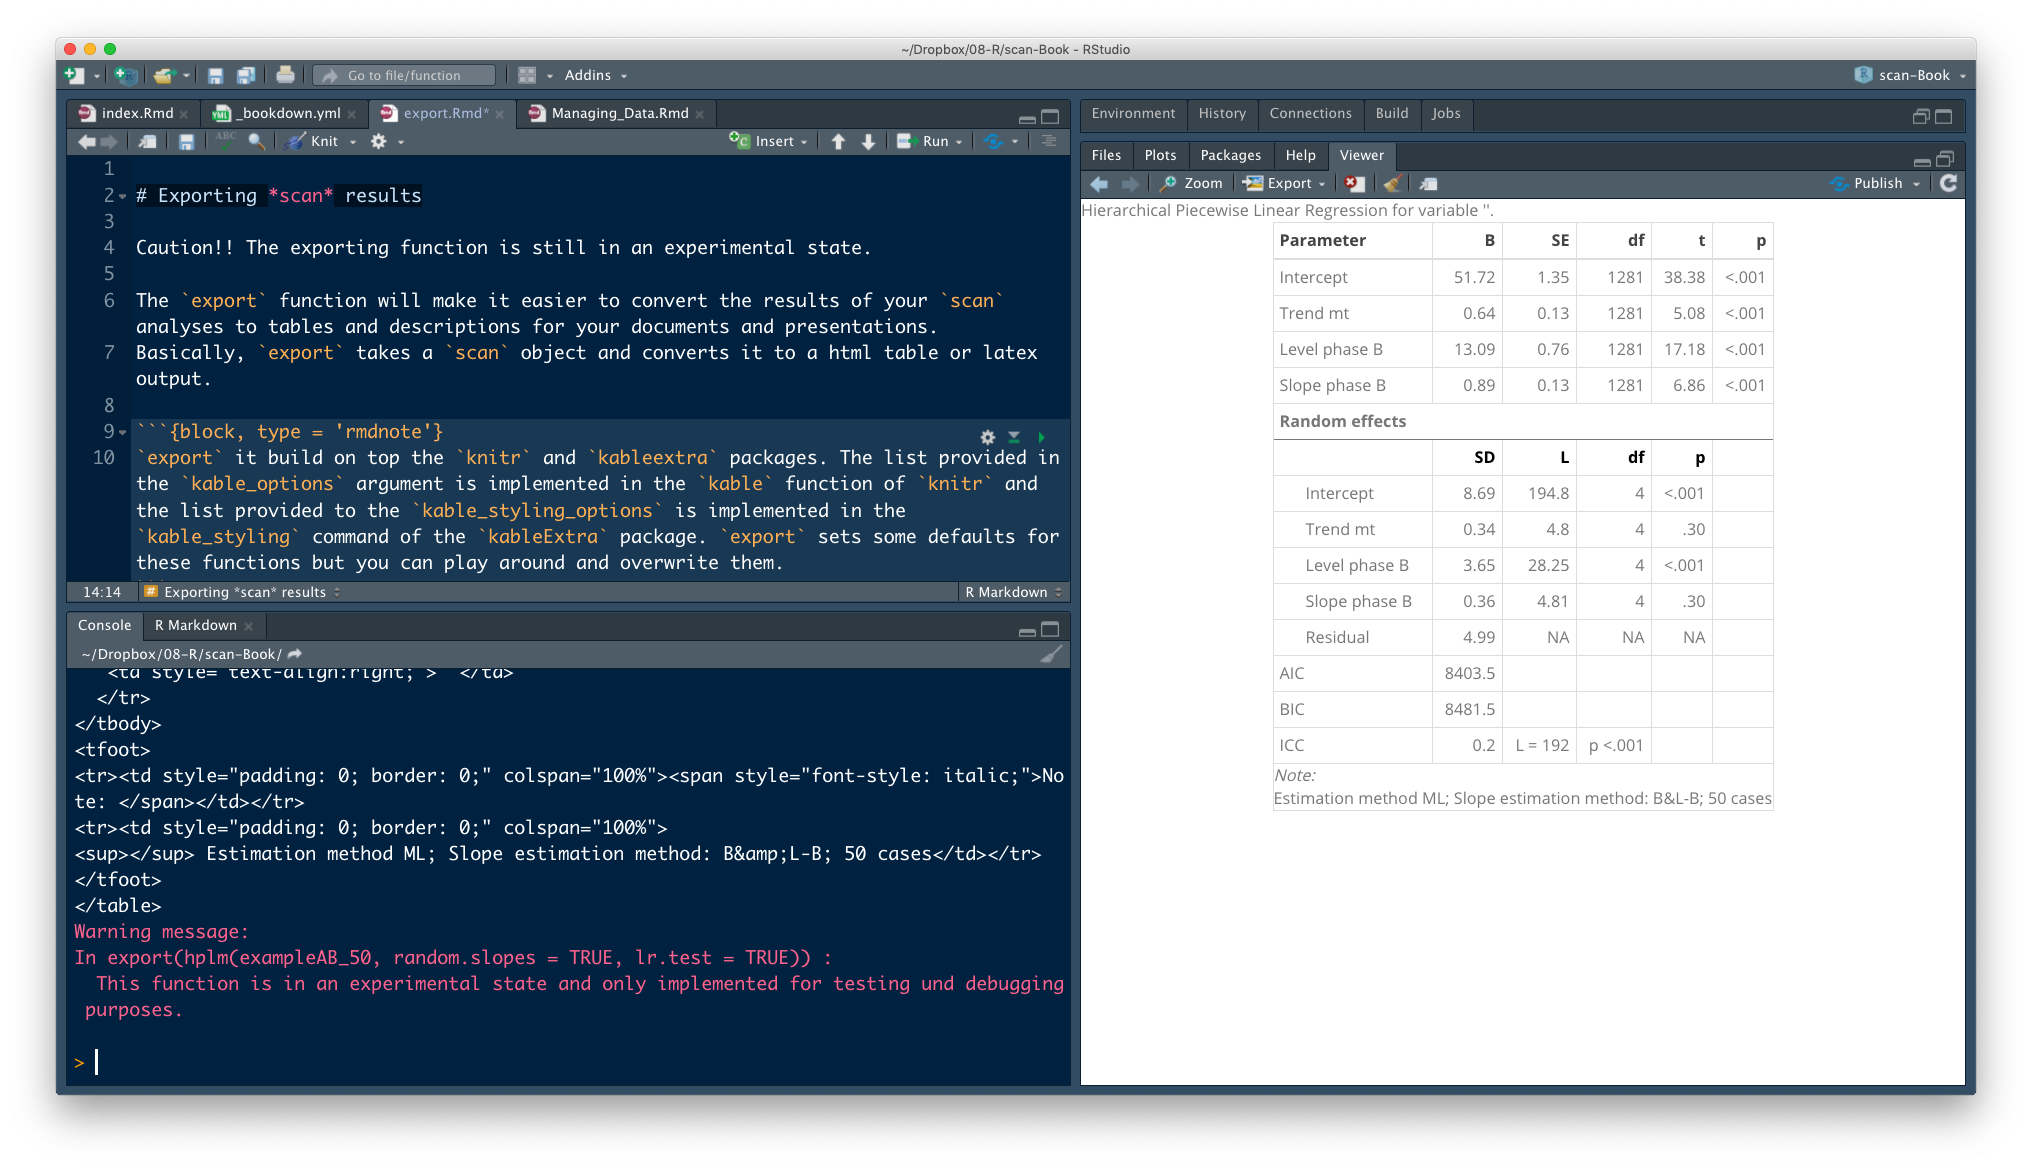 ~/Dropbox/08-R/scan-Book - RStudio
Go to file/function
Addins
scan-Book
index.Rmd
_bookdown.yml
export.Rmd*
Managing_Data.Rmd
ABC
Knit
Insert
Run
1
2 # Exporting *scan* results
3
4 Caution!! The exporting function is still in an experimental state.
5
6 The `export` function will make it easier to convert the results of your `scan`
analyses to tables and descriptions for your documents and presentations.
7 Basically, `export` takes a `scan` object and converts it to a html table or latex
output.
8
9 ```{block, type = 'rmdnote'}
10 `export` it build on top the `knitr` and `kableextra` packages. The list provided in
the `kable_options` argument is implemented in the `kable` function of `knitr` and
the list provided to the `kable_styling_options` is implemented in the
`kable_styling` command of the `kableExtra` package. `export` sets some defaults for
these functions but you can play around and overwrite them.
14:14 # Exporting *scan* results
R Markdown
Console
R Markdown
~/Dropbox/08-R/scan-Book/
<td style="text-align:right;">  </td>
</tr>
</tbody>
<tfoot>
<tr><td style="padding: 0; border: 0;" colspan="100%"><span style="font-style: italic;">No
te: </span></td></tr>
<tr><td style="padding: 0; border: 0;" colspan="100%">
<sup></sup> Estimation method ML; Slope estimation method: B&amp;L-B; 50 cases</td></tr>
</tfoot>
</table>
Warning message:
In export(hplm(exampleAB_50, random.slopes = TRUE, lr.test = TRUE)) :
This function is in an experimental state and only implemented for testing und debugging
purposes.
>
Environment
History
Connections
Build
Jobs
Files
Plots
Packages
Help
Viewer
Zoom
Export
Publish
Hierarchical Piecewise Linear Regression for variable ''.
Parameter B SE df t p
Intercept 51.72 1.35 1281 38.38 <.001
Trend mt 0.64 0.13 1281 5.08 <.001
Level phase B 13.09 0.76 1281 17.18 <.001
Slope phase B 0.89 0.13 1281 6.86 <.001
Random effects
SD L df p
Intercept 8.69 194.8 4 <.001
Trend mt 0.34 4.8 4 .30
Level phase B 3.65 28.25 4 <.001
Slope phase B 0.36 4.81 4 .30
Residual 4.99 NA NA NA
AIC 8403.5
BIC 8481.5
ICC 0.2 L = 192 p <.001
Note:
Estimation method ML; Slope estimation method: B&L-B; 50 cases